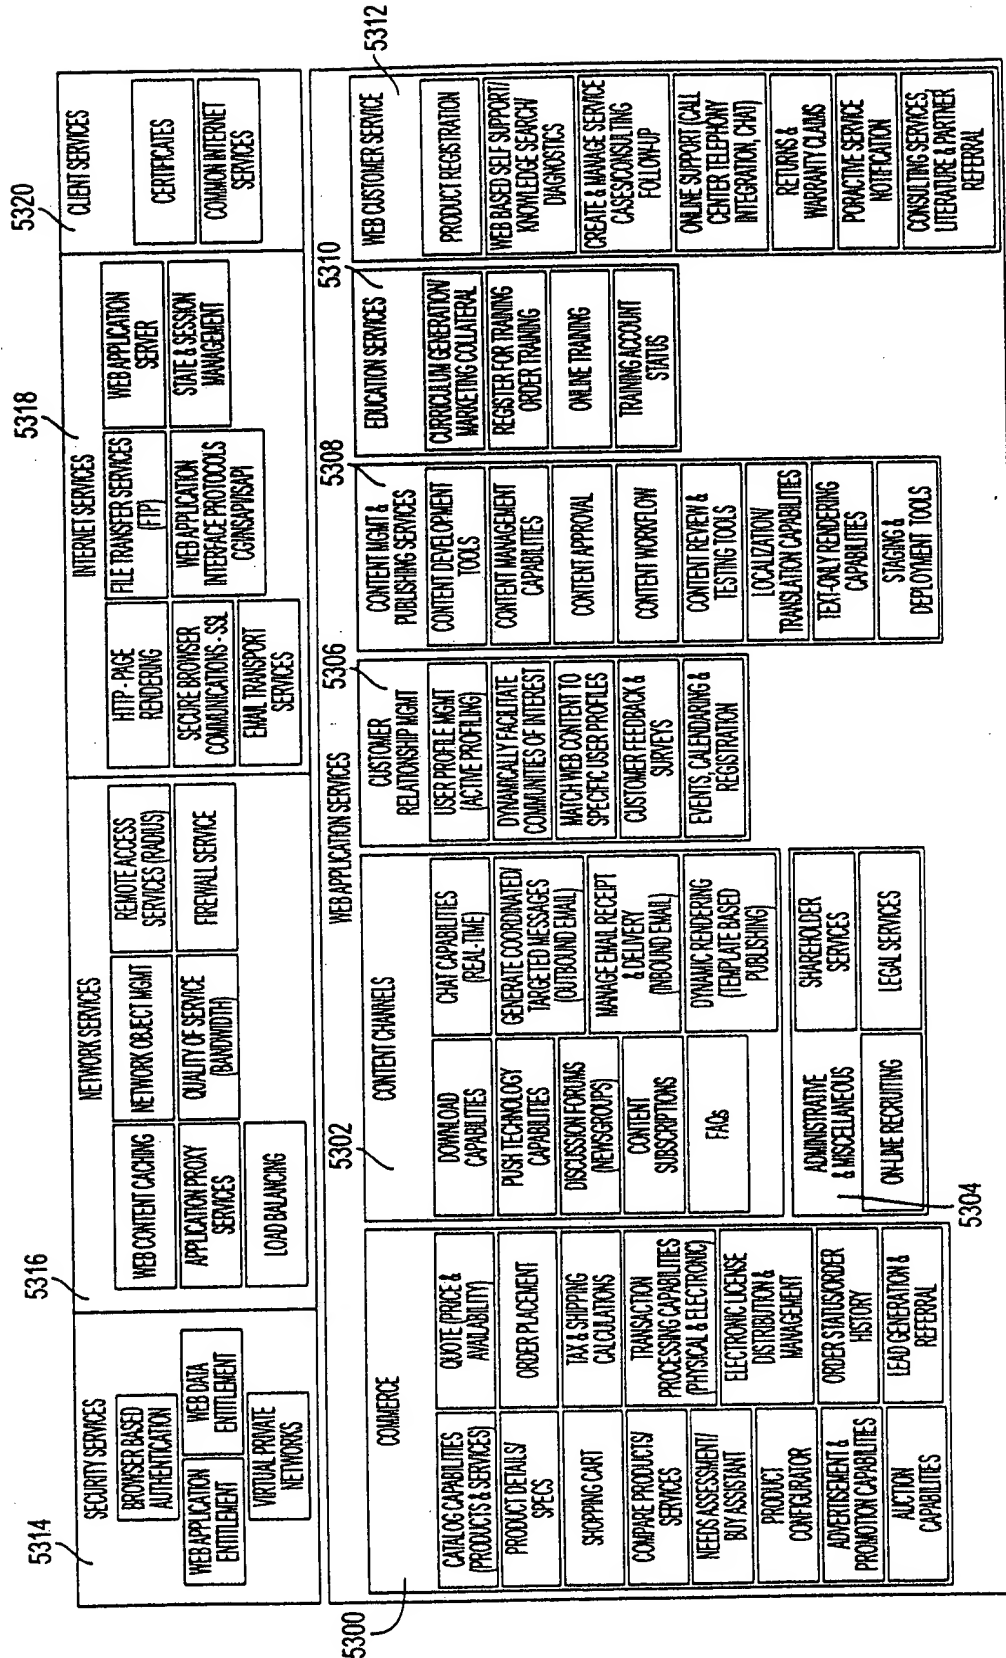 5314
5316
5318
5320
SECURITY SERVICES
BROWSER BASED
AUTHENTICATION
WEB APPLICATION
ENTITLEMENT
WEB DATA
ENTITLEMENT
VIRTUAL PRIVATE
NETWORKS
NETWORK SERVICES
WEB CONTENT CACHING
APPLICATION PROXY
SERVICES
LOAD BALANCING
NETWORK OBJECT MGMT
QUALITY OF SERVICE
(BANDWIDTH)
REMOTE ACCESS
SERVICES (RADIUS)
FIREWALL SERVICE
INTERNET SERVICES
HTTP - PAGE
RENDERING
SECURE BROWSER
COMMUNICATIONS - SSL
EMAIL TRANSPORT
SERVICES
FILE TRANSFER SERVICES
(FTP)
WEB APPLICATION
INTERFACE PROTOCOLS
CGI/NSAPI/ISAPI
WEB APPLICATION
SERVER
STATE & SESSION
MANAGEMENT
CLIENT SERVICES
CERTIFICATES
COMMON INTERNET
SERVICES
WEB APPLICATION SERVICES
5300
COMMERCE
CATALOG CAPABILITIES
(PRODUCTS & SERVICES)
PRODUCT DETAILS/
SPECS
SHOPPING CART
COMPARE PRODUCTS/
SERVICES
NEEDS ASSESSMENT/
BUY ASSISTANT
PRODUCT
CONFIGURATOR
ADVERTISEMENT &
PROMOTION CAPABILITIES
AUCTION
CAPABILITIES
QUOTE (PRICE &
AVAILABILITY)
ORDER PLACEMENT
TAX & SHIPPING
CALCULATIONS
TRANSACTION
PROCESSING CAPABILITIES
(PHYSICAL & ELECTRONIC)
ELECTRONIC LICENSE
DISTRIBUTION &
MANAGEMENT
ORDER STATUS/ORDER
HISTORY
LEAD GENERATION &
REFERRAL
5302
CONTENT CHANNELS
DOWNLOAD
CAPABILITIES
PUSH TECHNOLOGY
CAPABILITIES
DISCUSSION FORUMS
(NEWSGROUPS)
CONTENT
SUBSCRIPTIONS
FAQs
CHAT CAPABILITIES
(REAL-TIME)
GENERATE COORDINATED/
TARGETED MESSAGES
(OUTBOUND EMAIL)
MANAGE EMAIL RECEIPT
& DELIVERY
(INBOUND EMAIL)
DYNAMIC RENDERING
(TEMPLATE BASED
PUBLISHING)
5304
ADMINISTRATIVE
& MISCELLANEOUS
ON-LINE RECRUITING
SHAREHOLDER
SERVICES
LEGAL SERVICES
5306
CUSTOMER
RELATIONSHIP MGMT
USER PROFILE MGMT
(ACTIVE PROFILING)
DYNAMICALLY FACILITATE
COMMUNITIES OF INTEREST
MATCH WEB CONTENT TO
SPECIFIC USER PROFILES
CUSTOMER FEEDBACK &
SURVEYS
EVENTS, CALENDARING &
REGISTRATION
5308
CONTENT MGMT &
PUBLISHING SERVICES
CONTENT DEVELOPMENT
TOOLS
CONTENT MANAGEMENT
CAPABILITIES
CONTENT APPROVAL
CONTENT WORKFLOW
CONTENT REVIEW &
TESTING TOOLS
LOCALIZATION/
TRANSLATION CAPABILITIES
TEXT-ONLY RENDERING
CAPABILITIES
STAGING &
DEPLOYMENT TOOLS
5310
EDUCATION SERVICES
CURRICULUM GENERATION/
MARKETING COLLATERAL
REGISTER FOR TRAINING
ORDER TRAINING
ONLINE TRAINING
TRAINING ACCOUNT
STATUS
5312
WEB CUSTOMER SERVICE
PRODUCT REGISTRATION
WEB BASED SELF SUPPORT/
KNOWLEDGE SEARCH/
DIAGNOSTICS
CREATE & MANAGE SERVICE
CASES/CONSULTING
FOLLOW-UP
ONLINE SUPPORT (CALL
CENTER TELEPHONY
INTEGRATION, CHAT)
RETURNS &
WARRANTY CLAIMS
PORACTIVE SERVICE
NOTIFICATION
CONSULTING SERVICES,
LITERATURE & PARTNER
REFERRAL